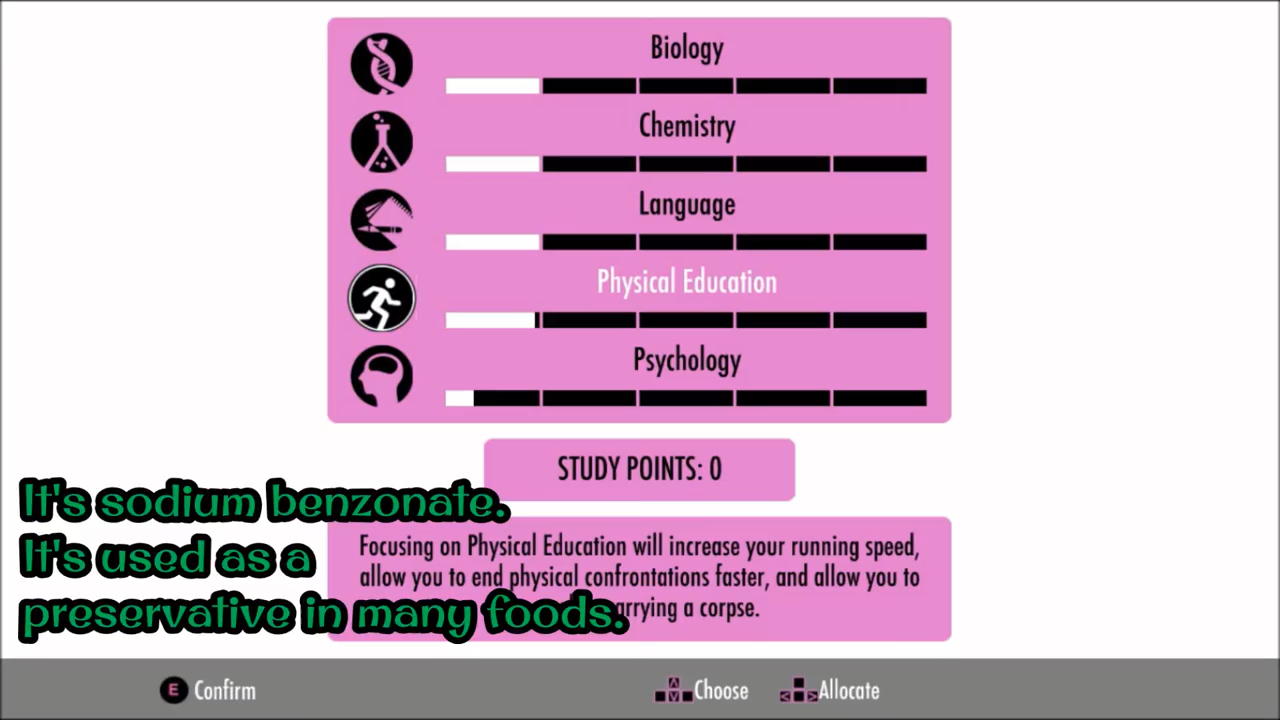 Biology
Chemistry
Language
Physical Education
Psychology
STUDY POINTS: 0
Focusing on Physical Education will increase your running speed,
allow you to end physical confrontations faster, and allow you to
arrying a corpse.
It's sodium benzonate.
It's used as a
preservative in many foods.
E Confirm
Choose
Allocate